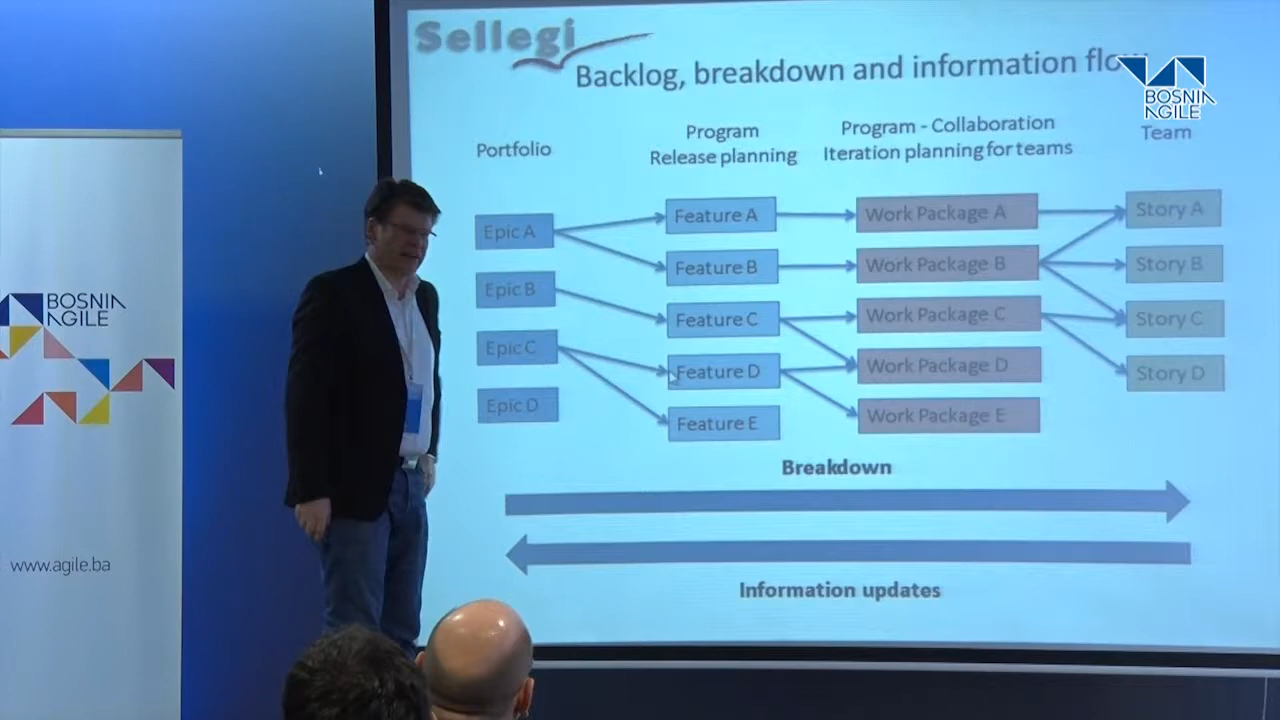 Sellegi
Backlog, breakdown and information flow
BOSNIA
AGILE
Portfolio
Program
Release planning
Program - Collaboration
Iteration planning for teams
Team
Epic A
Epic B
Epic C
Epic D
Feature A
Feature B
Feature C
Feature D
Feature E
Work Package A
Work Package B
Work Package C
Work Package D
Work Package E
Story A
Story B
Story C
Story D
Breakdown
Information updates
BOSNIA
AGILE
www.agile.ba